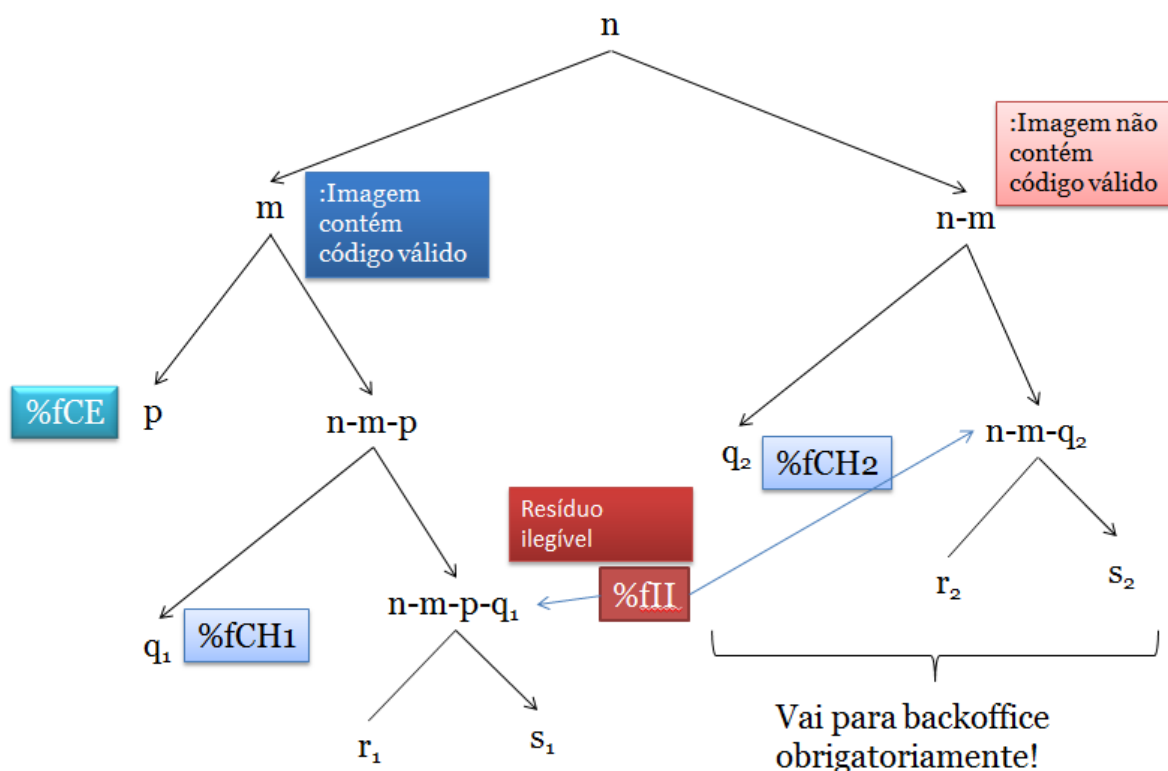 n
:Imagem não
contém
código válido
m
:Imagem
contém
código válido
n-m
%fCE
p
n-m-p
q₂
%fCH2
n-m-q₂
Resíduo
ilegível
%fII
r₂
s₂
n-m-p-q₁
q₁
%fCH1
r₁
s₁
Vai para backoffice
obrigatoriamente!